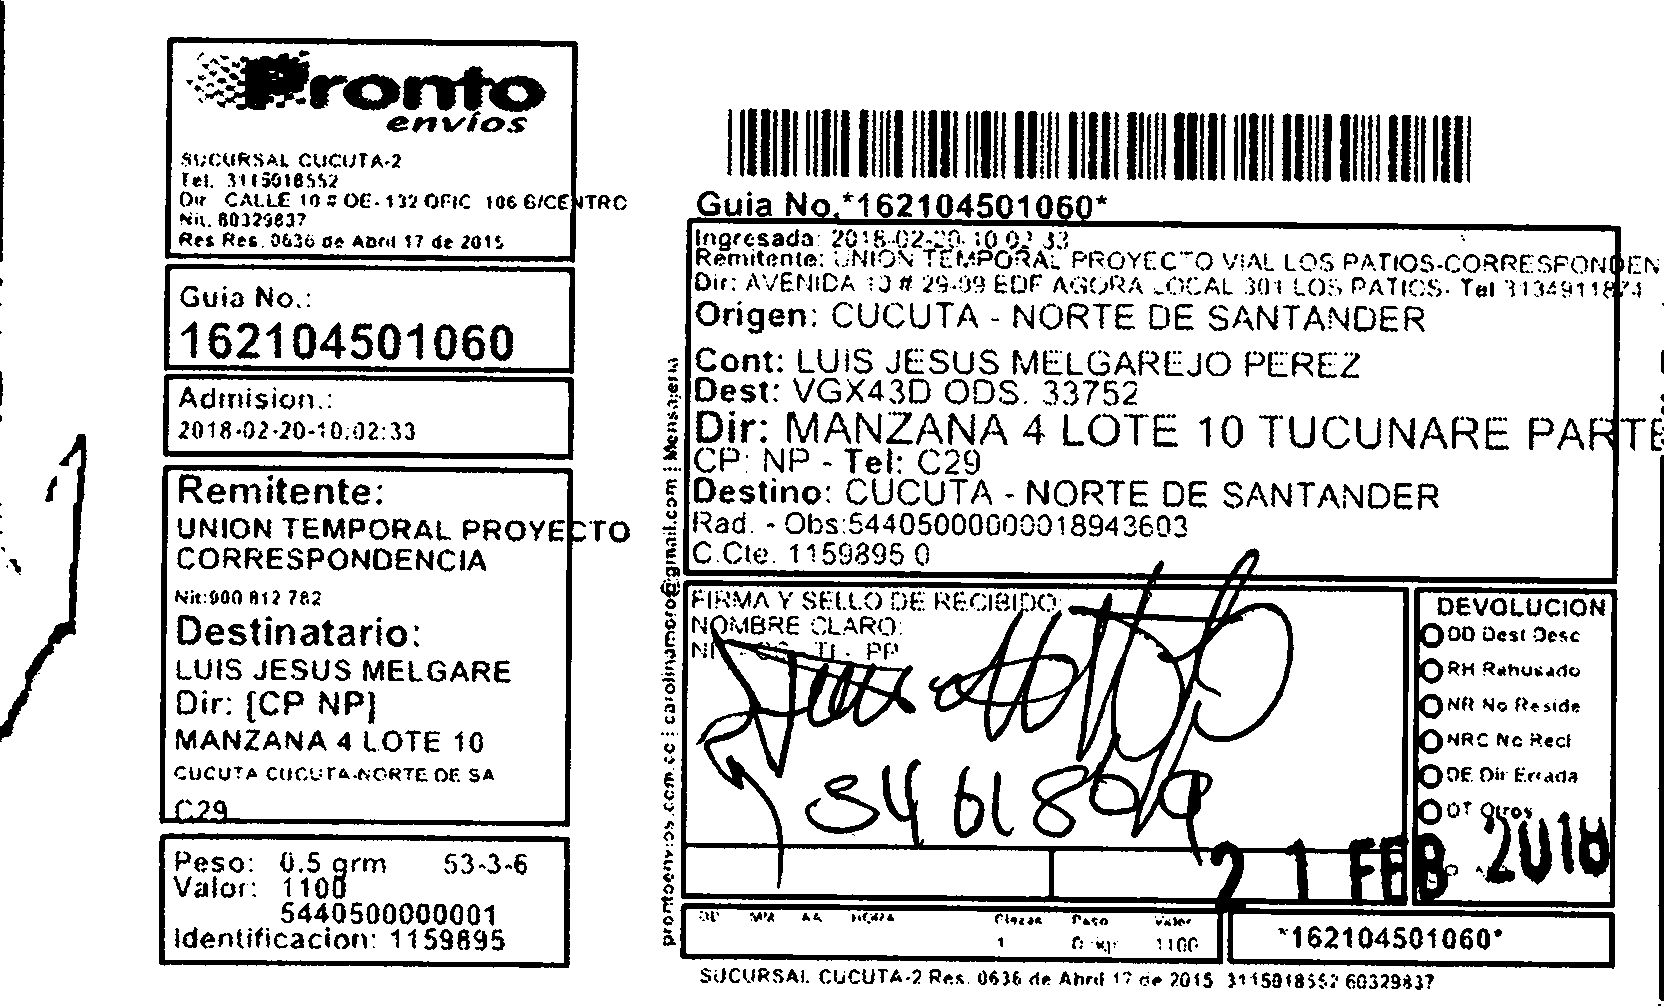 Pronto
envíos
SUCURSAL CUCUTA-2
Tel. 3115018552
Dir CALLE 10 # OE-132 OFIC 106 B/CENTRO
Nit. 60329837
Res Res. 0636 de Abril 17 de 2015
Guia No.:
162104501060
Admision.:
2018-02-20-10:02:33
Remitente:
UNION TEMPORAL PROYECTO
CORRESPONDENCIA
Nit:900 812 782
Destinatario:
LUIS JESUS MELGARE
Dir: [CP NP]
MANZANA 4 LOTE 10
CUCUTA CUCUTA-NORTE DE SA
C29
Peso: 0.5 grm 53-3-6
Valor: 1100
5440500000001
Identificacion: 1159895
prontoenvios.com.co | carolinamoro@gmail.com | Mensajeria
Guia No.*162104501060*
Ingresada: 2018-02-20-10:02:33
Remitente: UNION TEMPORAL PROYECTO VIAL LOS PATIOS-CORRESPONDEN
Dir: AVENIDA 10 # 29-09 EDF AGORA LOCAL 301 LOS PATIOS- Tel 3134911874
Origen: CUCUTA - NORTE DE SANTANDER
Cont: LUIS JESUS MELGAREJO PEREZ
Dest: VGX43D ODS. 33752
Dir: MANZANA 4 LOTE 10 TUCUNARE PARTE
CP: NP - Tel: C29
Destino: CUCUTA - NORTE DE SANTANDER
Rad. - Obs:54405000000018943603
C.Cte. 1159895 0
FIRMA Y SELLO DE RECIBIDO:
NOMBRE CLARO:
DEVOLUCION
DD Dest Desc
RH Rehusado
NR No Reside
NRC No Recl
DE Dir Errada
OT Otros
21 FEB 2018
DD MM AA HORA Piezas Peso Valor
1 0 kg 1100
*162104501060*
SUCURSAL CUCUTA-2 Res. 0636 de Abril 17 de 2015 3115018552 60329837